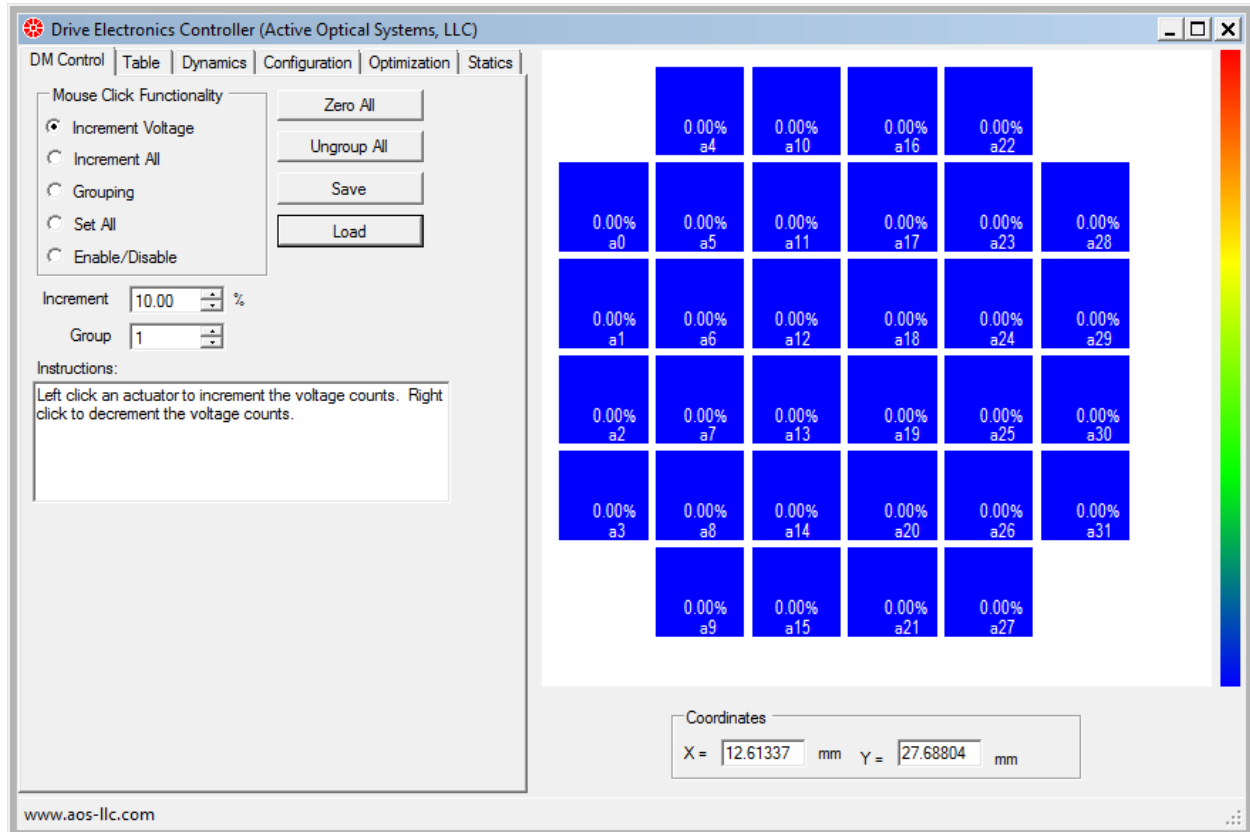 Drive Electronics Controller (Active Optical Systems, LLC)
DM Control Table Dynamics Configuration Optimization Statics
Mouse Click Functionality
Increment Voltage
Increment All
Grouping
Set All
Enable/Disable
Zero All
Ungroup All
Save
Load
Increment 10.00 %
Group 1
Instructions:
Left click an actuator to increment the voltage counts. Right
click to decrement the voltage counts.
0.00% 0.00% 0.00% 0.00%
a4 a10 a16 a22
0.00% 0.00% 0.00% 0.00% 0.00% 0.00%
a0 a5 a11 a17 a23 a28
0.00% 0.00% 0.00% 0.00% 0.00% 0.00%
a1 a6 a12 a18 a24 a29
0.00% 0.00% 0.00% 0.00% 0.00% 0.00%
a2 a7 a13 a19 a25 a30
0.00% 0.00% 0.00% 0.00% 0.00% 0.00%
a3 a8 a14 a20 a26 a31
0.00% 0.00% 0.00% 0.00%
a9 a15 a21 a27
Coordinates
X = 12.61337 mm Y = 27.68804 mm
www.aos-llc.com